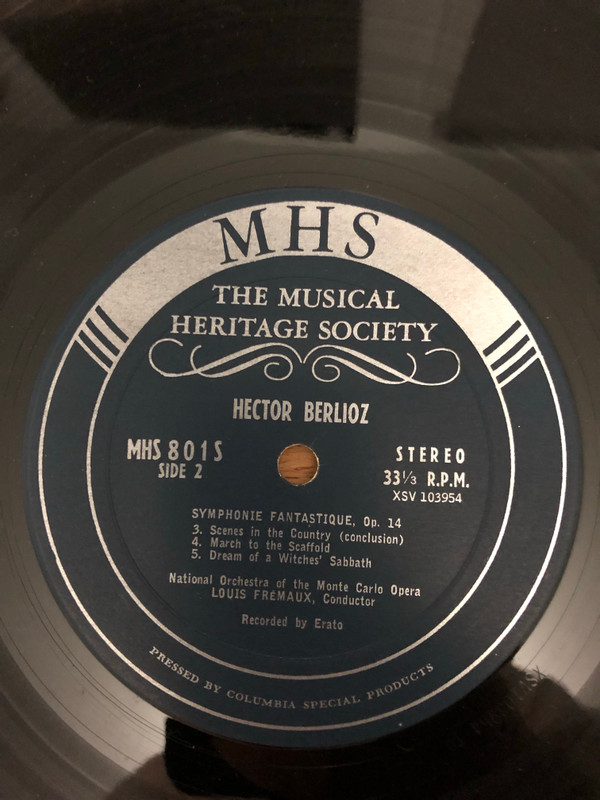 MHS
THE MUSICAL
HERITAGE SOCIETY
HECTOR BERLIOZ
MHS 801S
SIDE 2
STEREO
33⅓ R.P.M.
XSV 103954
SYMPHONIE FANTASTIQUE, Op. 14
3. Scenes in the Country (conclusion)
4. March to the Scaffold
5. Dream of a Witches' Sabbath
National Orchestra of the Monte Carlo Opera
LOUIS FRÉMAUX, Conductor
Recorded by Erato
PRESSED BY COLUMBIA SPECIAL PRODUCTS